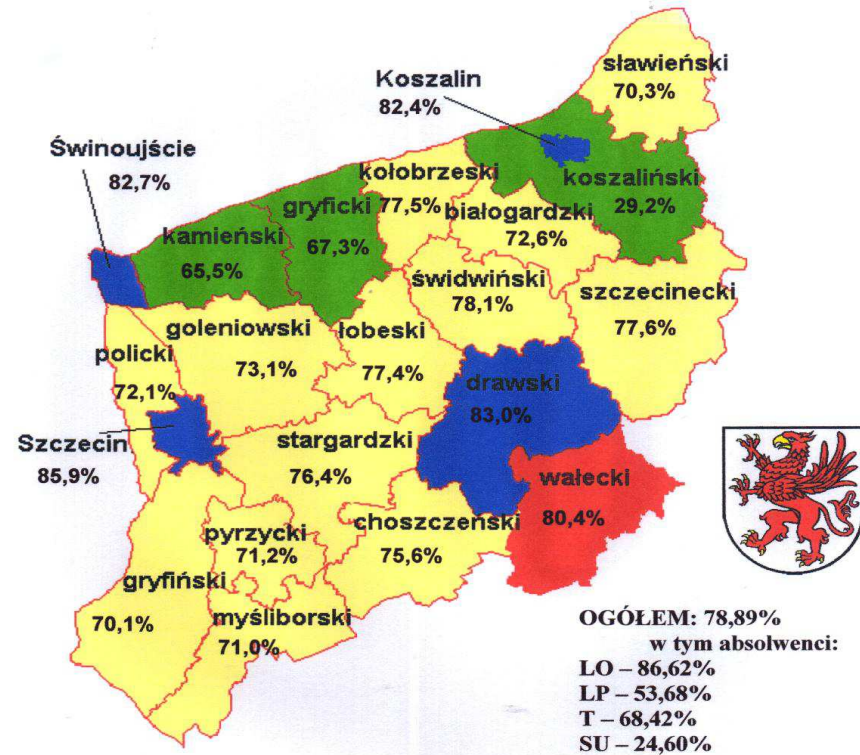 sławieński
70,3%
Koszalin
82,4%
Świnoujście
82,7%
kołobrzeski
77,5%
koszaliński
29,2%
gryficki
67,3%
białogardzki
72,6%
kamieński
65,5%
świdwiński
78,1%
szczecinecki
77,6%
goleniowski
73,1%
łobeski
77,4%
policki
72,1%
drawski
83,0%
Szczecin
85,9%
stargardzki
76,4%
wałecki
80,4%
choszczeński
75,6%
pyrzycki
71,2%
gryfiński
70,1%
myśliborski
71,0%
OGÓŁEM: 78,89%
w tym absolwenci:
LO – 86,62%
LP – 53,68%
T – 68,42%
SU – 24,60%